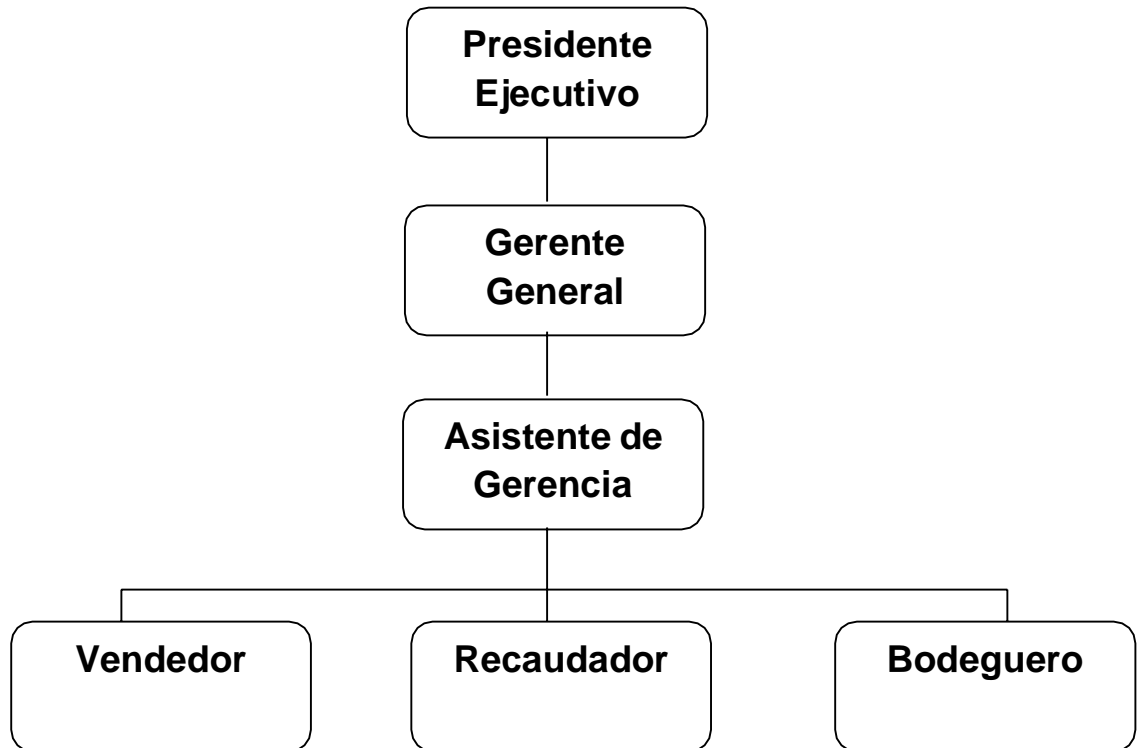 Presidente
Ejecutivo
Gerente
General
Asistente de
Gerencia
Vendedor
Recaudador
Bodeguero